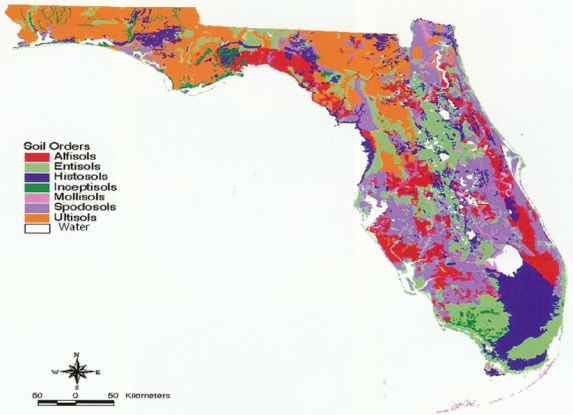 Soil Orders
Alfisols
Entisols
Histosols
Inceptisols
Mollisols
Spodosols
Ultisols
Water
N
W E
S
50 0 50 Kilometers